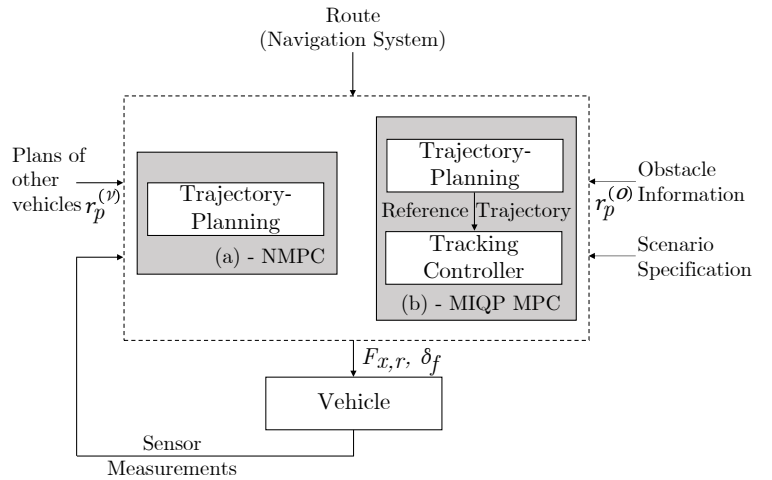 Route
(Navigation System)
Plans of
other
vehicles r_p^(ν)
Trajectory-
Planning
(a) - NMPC
Trajectory-
Planning
Reference Trajectory
Tracking
Controller
(b) - MIQP MPC
Obstacle
r_p^(O) Information
Scenario
Specification
F_x,r, δ_f
Vehicle
Sensor
Measurements